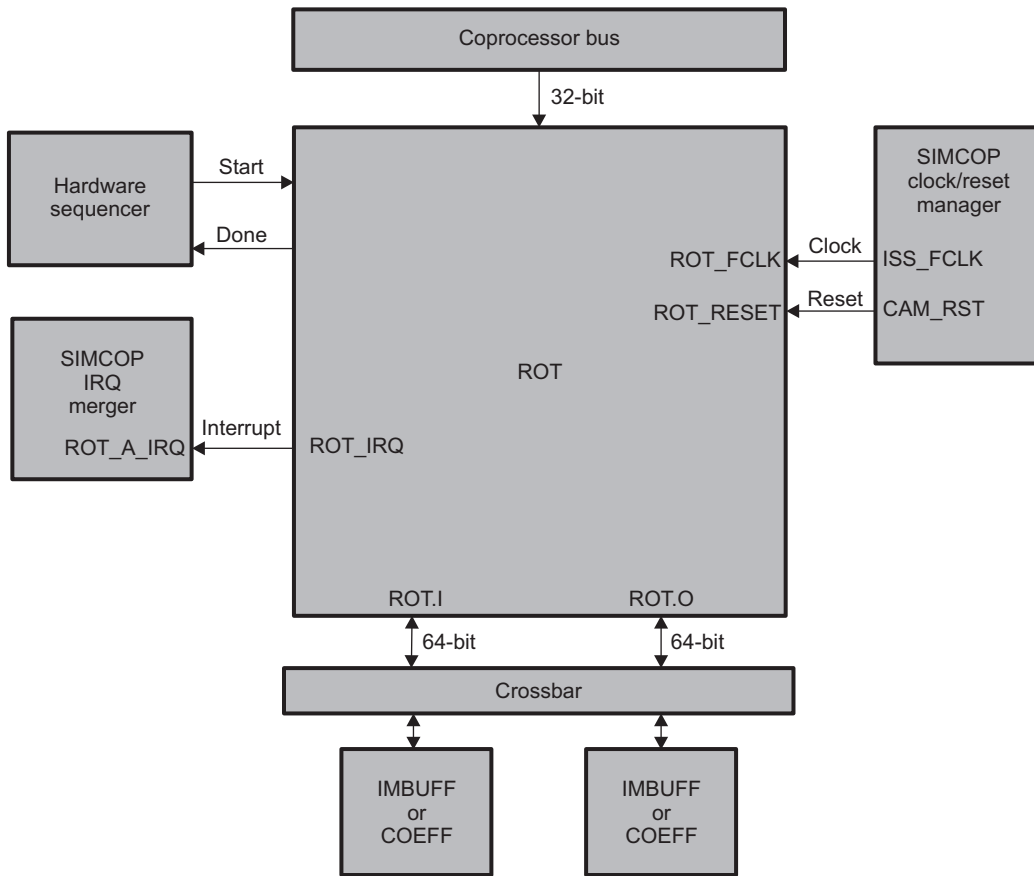 Coprocessor bus
32-bit
Hardware
sequencer
Start
Done
SIMCOP
clock/reset
manager
ROT_FCLK
Clock
ISS_FCLK
ROT_RESET
Reset
CAM_RST
SIMCOP
IRQ
merger
ROT_A_IRQ
Interrupt
ROT_IRQ
ROT
ROT.I
ROT.O
64-bit
64-bit
Crossbar
IMBUFF
or
COEFF
IMBUFF
or
COEFF